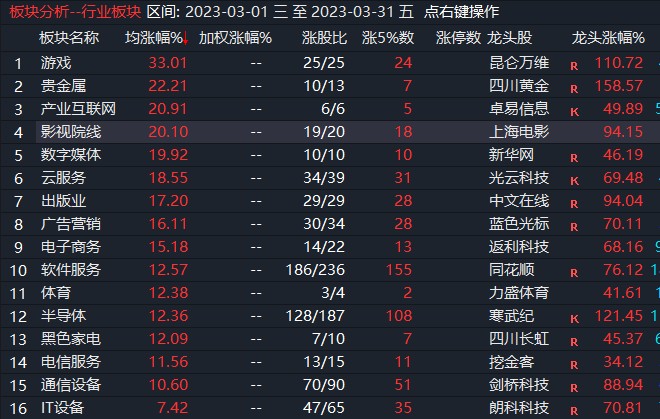 板块分析--行业板块 区间: 2023-03-01 三 至 2023-03-31 五 点右键操作
板块名称 均涨幅%↓ 加权涨幅% 涨股比 涨5%数 涨停数 龙头股 龙头涨幅%
1 游戏 33.01 -- 25/25 24 昆仑万维 R 110.72
2 贵金属 22.21 -- 10/13 7 四川黄金 R 158.57
3 产业互联网 20.91 -- 6/6 5 卓易信息 K 49.89
4 影视院线 20.10 -- 19/20 18 上海电影 94.15
5 数字媒体 19.92 -- 10/10 10 新华网 R 46.19
6 云服务 18.55 -- 34/39 31 光云科技 K 69.48
7 出版业 17.20 -- 29/29 28 中文在线 R 94.04
8 广告营销 16.11 -- 30/34 28 蓝色光标 R 70.11
9 电子商务 15.18 -- 14/22 13 返利科技 68.16
10 软件服务 12.57 -- 186/236 155 同花顺 R 76.12
11 体育 12.38 -- 3/4 2 力盛体育 41.61
12 半导体 12.36 -- 128/187 108 寒武纪 K 121.45
13 黑色家电 12.09 -- 7/10 7 四川长虹 R 45.37
14 电信服务 11.56 -- 13/15 11 挖金客 R 34.12
15 通信设备 10.60 -- 70/90 51 剑桥科技 R 88.94
16 IT设备 7.42 -- 47/65 35 朗科科技 R 70.81